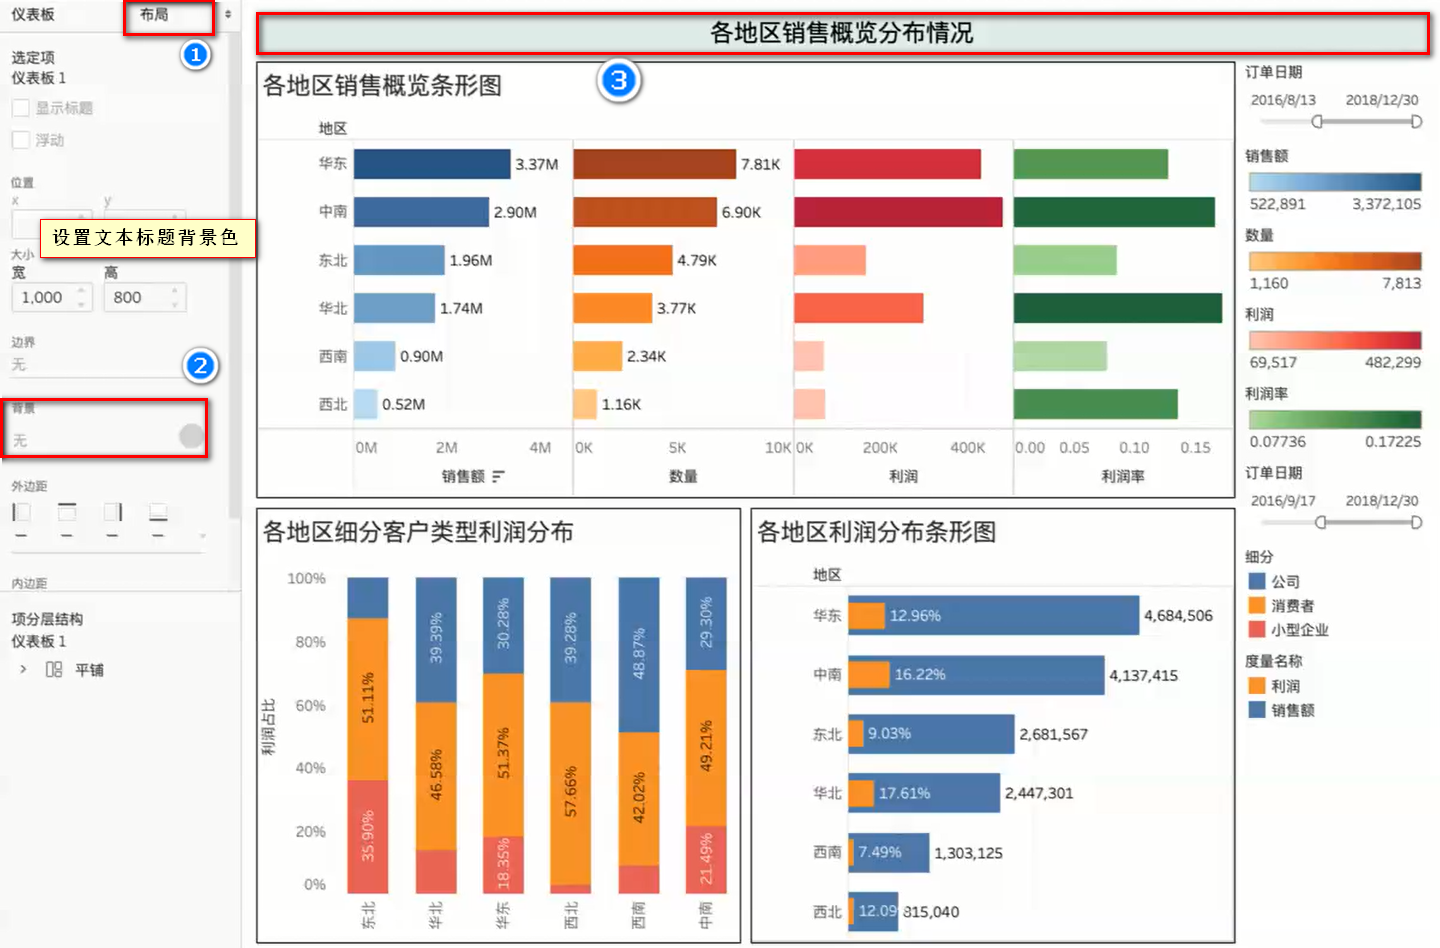 仪表板
布局
1
选定项
仪表板 1
显示标题
浮动
位置
x
y
设置文本标题背景色
大小
宽
高
1,000
800
边界
无
2
背景
无
外边距
内边距
项分层结构
仪表板 1
平铺
各地区销售概览分布情况
各地区销售概览条形图
3
地区
华东
3.37M
7.81K
中南
2.90M
6.90K
东北
1.96M
4.79K
华北
1.74M
3.77K
西南
0.90M
2.34K
西北
0.52M
1.16K
0M 2M 4M
0K 5K 10K
0K 200K 400K
0.00 0.05 0.10 0.15
销售额
数量
利润
利润率
各地区细分客户类型利润分布
100%
80%
60%
40%
20%
0%
利润占比
51.11%
35.90%
39.39%
46.58%
30.28%
51.37%
18.35%
39.28%
57.66%
48.87%
42.02%
29.30%
49.21%
21.49%
东北
华北
华东
西北
西南
中南
各地区利润分布条形图
地区
华东
12.96%
4,684,506
中南
16.22%
4,137,415
东北
9.03%
2,681,567
华北
17.61%
2,447,301
西南
7.49%
1,303,125
西北
12.09
815,040
订单日期
2016/8/13
2018/12/30
销售额
522,891
3,372,105
数量
1,160
7,813
利润
69,517
482,299
利润率
0.07736
0.17225
订单日期
2016/9/17
2018/12/30
细分
公司
消费者
小型企业
度量名称
利润
销售额